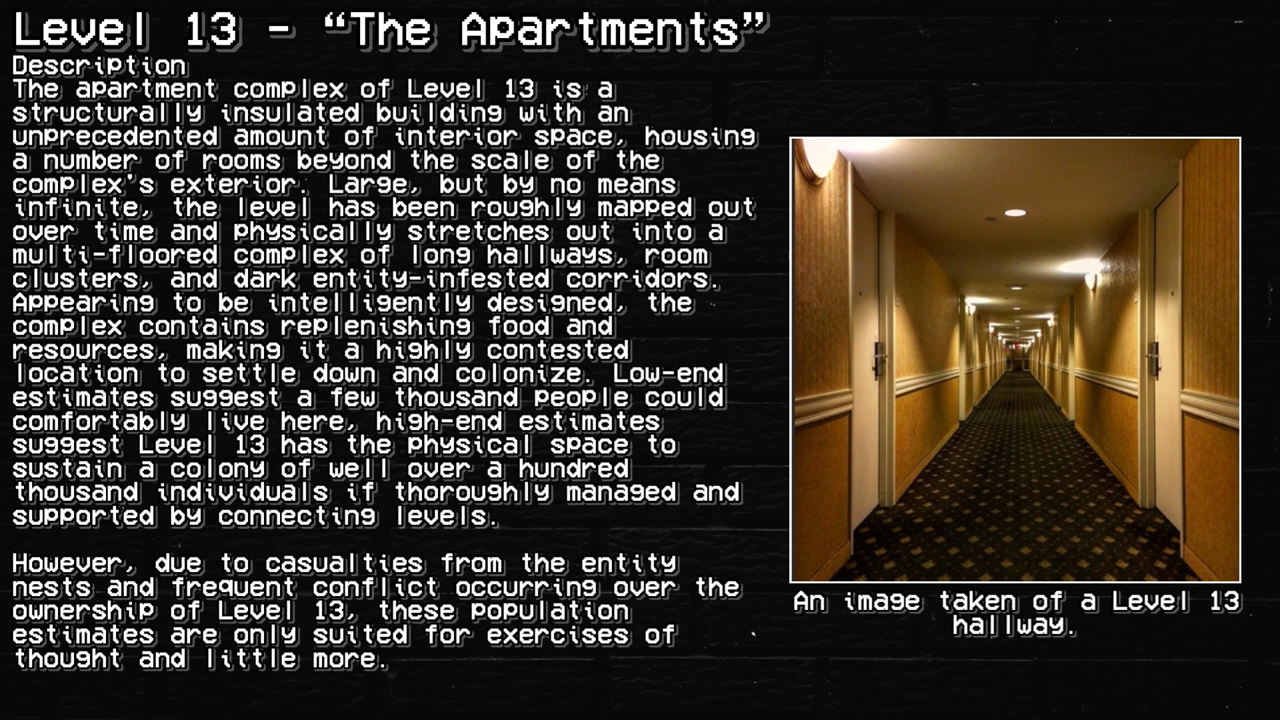 Level 13 - “The Apartments”
Description
The apartment complex of Level 13 is a
structurally insulated building with an
unprecedented amount of interior space, housing
a number of rooms beyond the scale of the
complex's exterior. Large, but by no means
infinite, the level has been roughly mapped out
over time and physically stretches out into a
multi-floored complex of long hallways, room
clusters, and dark entity-infested corridors.
Appearing to be intelligently designed, the
complex contains replenishing food and
resources, making it a highly contested
location to settle down and colonize. Low-end
estimates suggest a few thousand people could
comfortably live here, high-end estimates
suggest Level 13 has the physical space to
sustain a colony of well over a hundred
thousand individuals if thoroughly managed and
supported by connecting levels.
However, due to casualties from the entity
nests and frequent conflict occurring over the
ownership of Level 13, these population
estimates are only suited for exercises of
thought and little more.
An image taken of a Level 13
hallway.